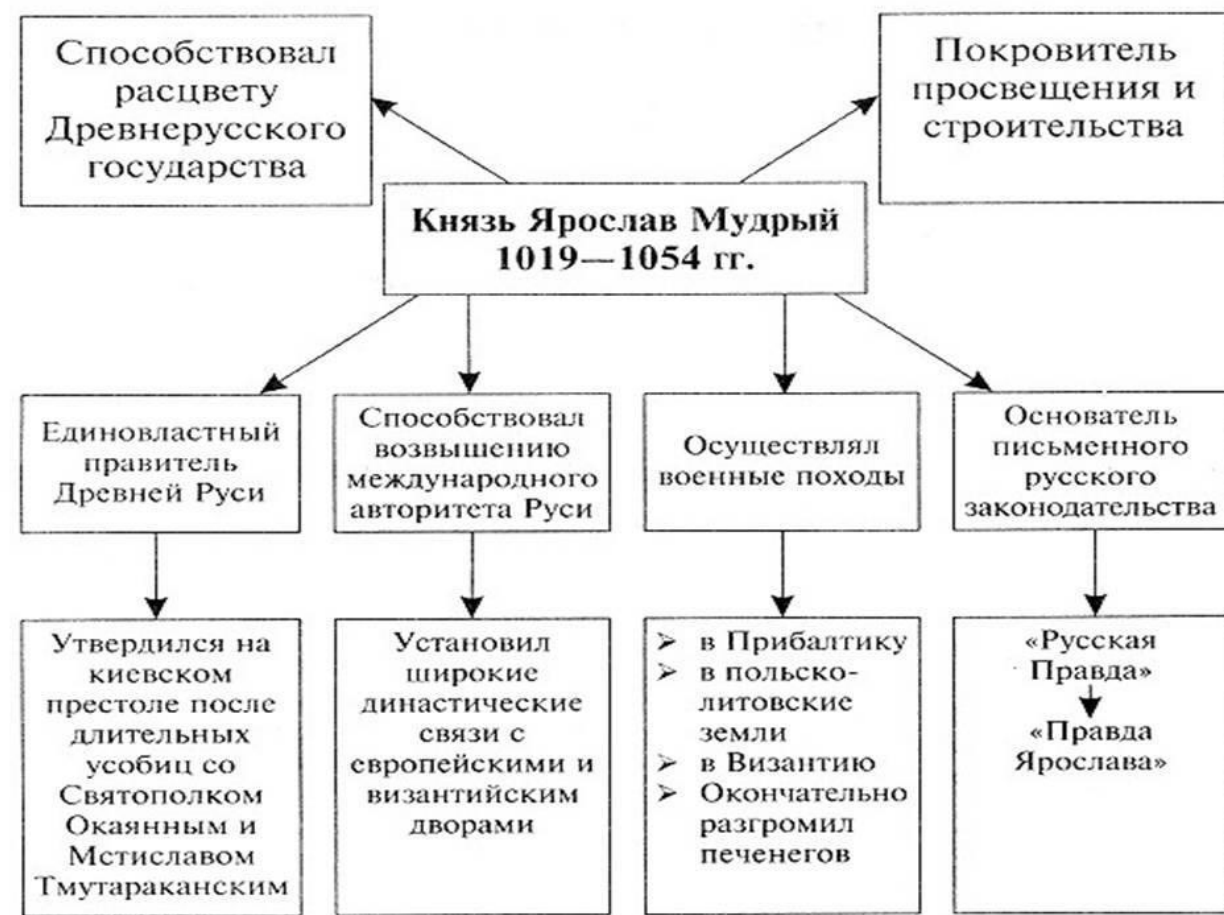 Способствовал
расцвету
Древнерусского
государства
Покровитель
просвещения и
строительства
Князь Ярослав Мудрый
1019—1054 гг.
Единовластный
правитель
Древней Руси
Способствовал
возвышению
международного
авторитета Руси
Осуществлял
военные походы
Основатель
письменного
русского
законодательства
Утвердился на
киевском
престоле после
длительных
усобиц со
Святополком
Окаянным и
Мстиславом
Тмутараканским
Установил
широкие
династические
связи с
европейскими и
византийским
дворами
➢ в Прибалтику
➢ в польско-
литовские
земли
➢ в Византию
➢ Окончательно
разгромил
печенегов
«Русская
Правда»
«Правда
Ярослава»